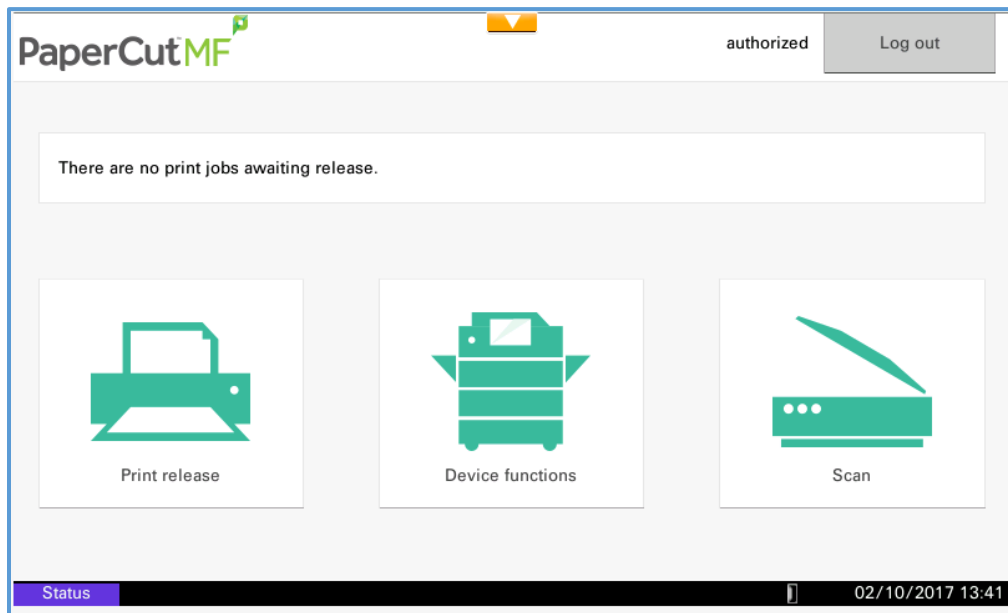 PaperCut™MF
authorized
Log out
There are no print jobs awaiting release.
Print release
Device functions
Scan
Status
02/10/2017 13:41